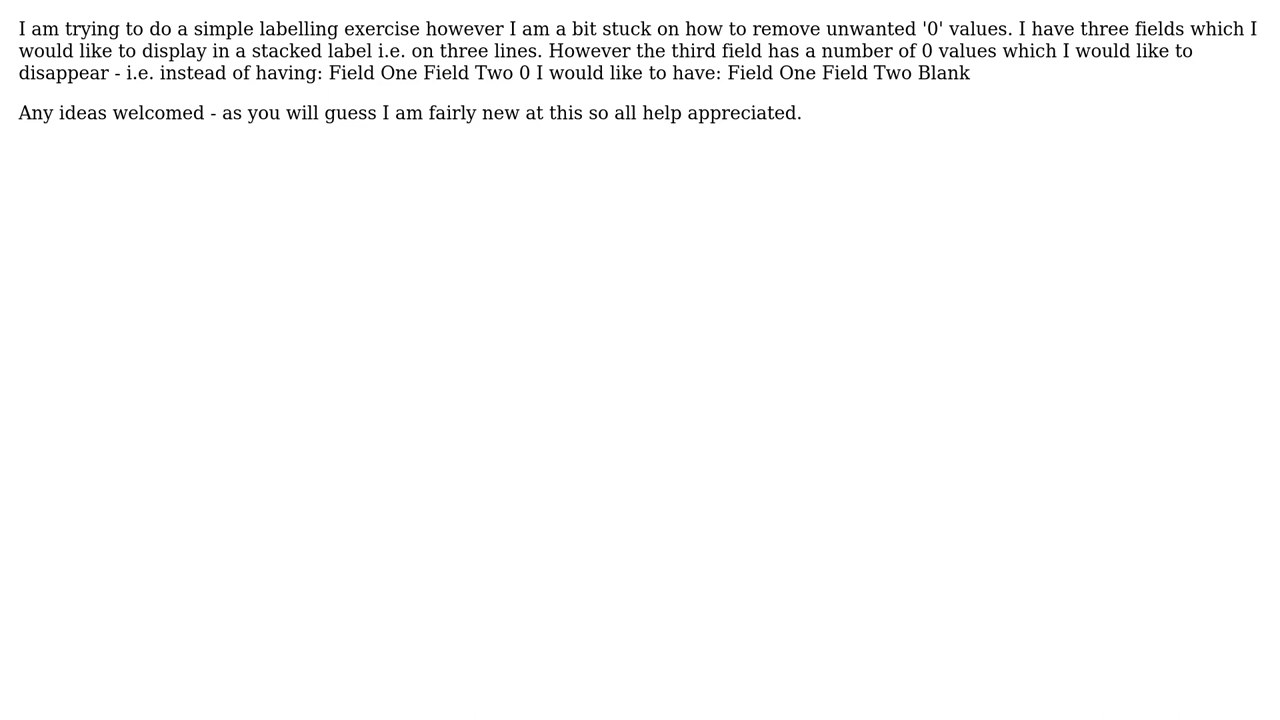 I am trying to do a simple labelling exercise however I am a bit stuck on how to remove unwanted '0' values. I have three fields which I
would like to display in a stacked label i.e. on three lines. However the third field has a number of 0 values which I would like to
disappear - i.e. instead of having: Field One Field Two 0 I would like to have: Field One Field Two Blank
Any ideas welcomed - as you will guess I am fairly new at this so all help appreciated.